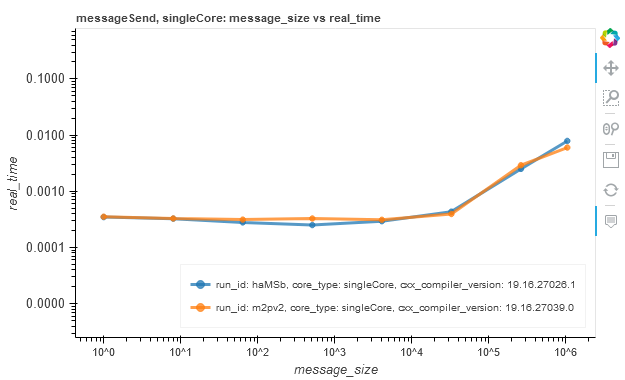 messageSend, singleCore: message_size vs real_time
0.1000
0.0100
0.0010
0.0001
0.0000
real_time
run_id: haMSb, core_type: singleCore, cxx_compiler_version: 19.16.27026.1
run_id: m2pv2, core_type: singleCore, cxx_compiler_version: 19.16.27039.0
10^0 10^1 10^2 10^3 10^4 10^5 10^6
message_size